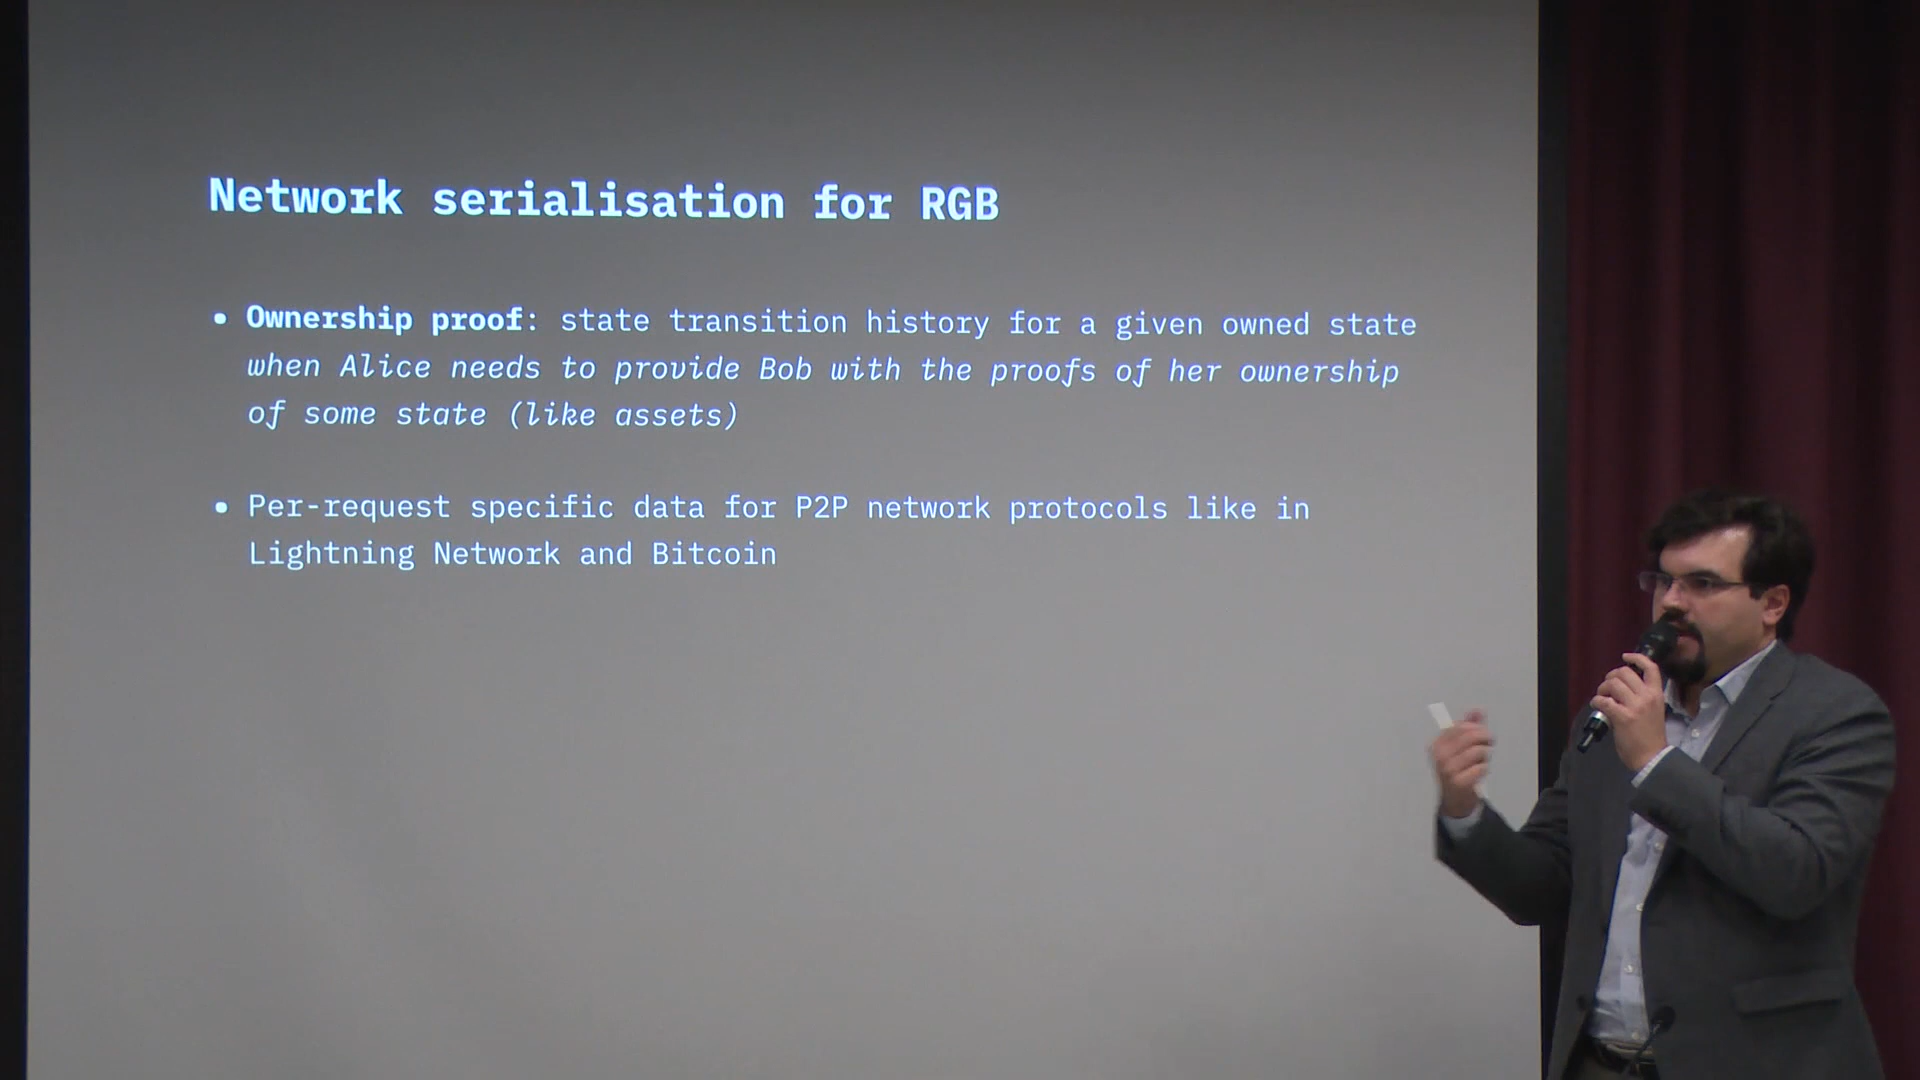 Network serialisation for RGB
• Ownership proof: state transition history for a given owned state
when Alice needs to provide Bob with the proofs of her ownership
of some state (like assets)
• Per-request specific data for P2P network protocols like in
Lightning Network and Bitcoin